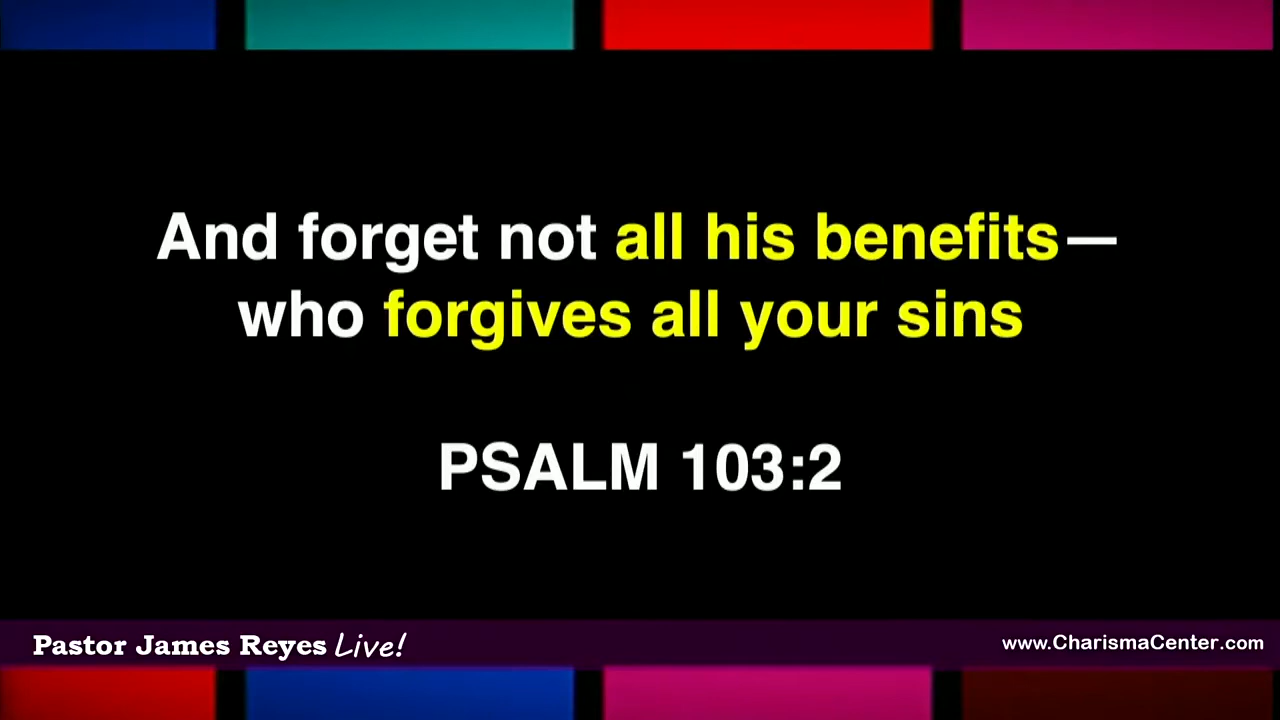 And forget not all his benefits—
who forgives all your sins
PSALM 103:2
Pastor James Reyes Live!
www.CharismaCenter.com